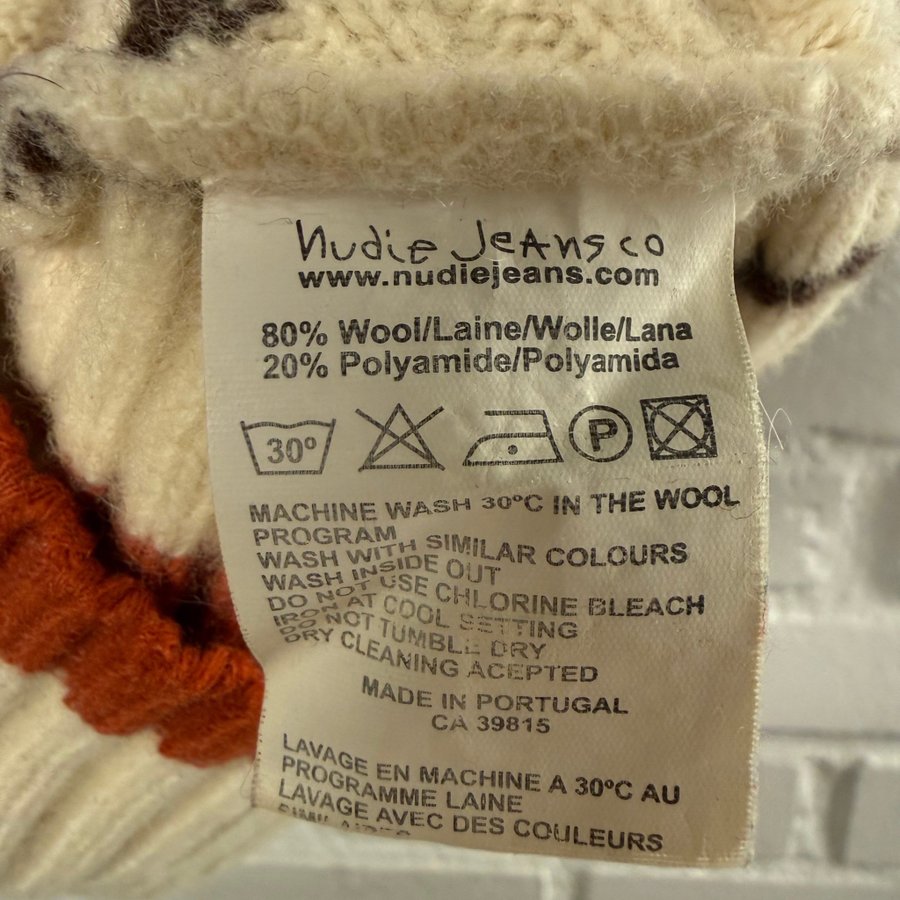 Nudie Jeans co
www.nudiejeans.com
80% Wool/Laine/Wolle/Lana
20% Polyamide/Polyamida
30º P
MACHINE WASH 30ºC IN THE WOOL
PROGRAM
WASH WITH SIMILAR COLOURS
WASH INSIDE OUT
DO NOT USE CHLORINE BLEACH
IRON AT COOL SETTING
DO NOT TUMBLE DRY
DRY CLEANING ACEPTED
MADE IN PORTUGAL
CA 39815
LAVAGE EN MACHINE A 30ºC AU
PROGRAMME LAINE
LAVAGE AVEC DES COULEURS